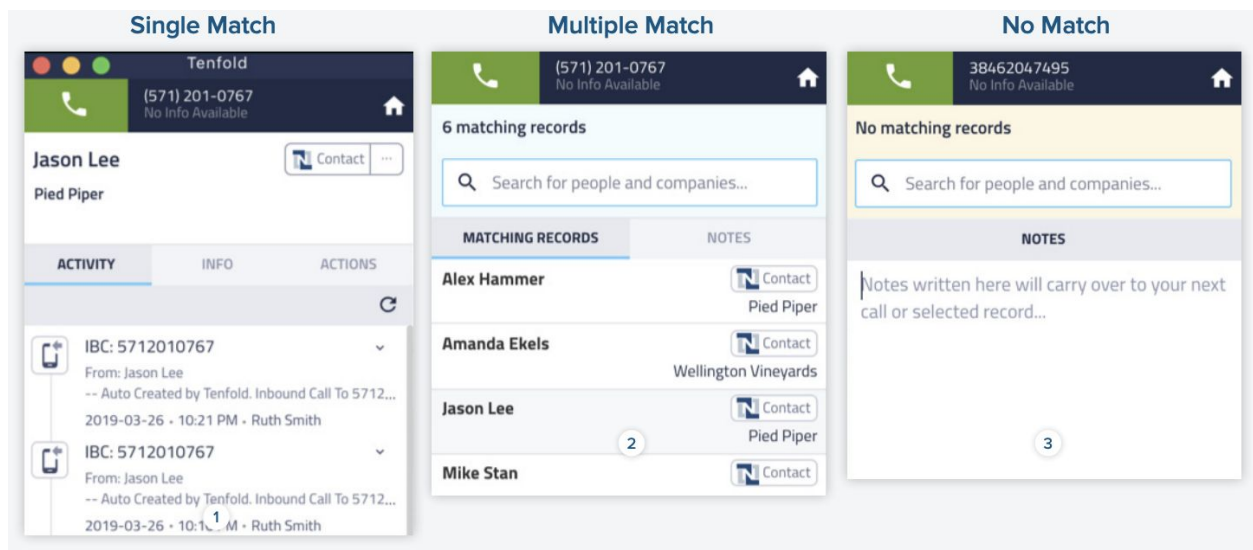 Single Match
Tenfold
(571) 201-0767
No Info Available
Jason Lee
Contact ...
Pied Piper
ACTIVITY INFO ACTIONS
IBC: 5712010767
From: Jason Lee
-- Auto Created by Tenfold. Inbound Call To 5712...
2019-03-26 • 10:21 PM • Ruth Smith
IBC: 5712010767
From: Jason Lee
-- Auto Created by Tenfold. Inbound Call To 5712...
2019-03-26 • M • Ruth Smith
1
Multiple Match
(571) 201-0767
No Info Available
6 matching records
Search for people and companies...
MATCHING RECORDS NOTES
Alex Hammer Contact
Pied Piper
Amanda Ekels Contact
Wellington Vineyards
Jason Lee Contact
Pied Piper
2
Mike Stan Contact
No Match
38462047495
No Info Available
No matching records
Search for people and companies...
NOTES
Notes written here will carry over to your next
call or selected record...
3